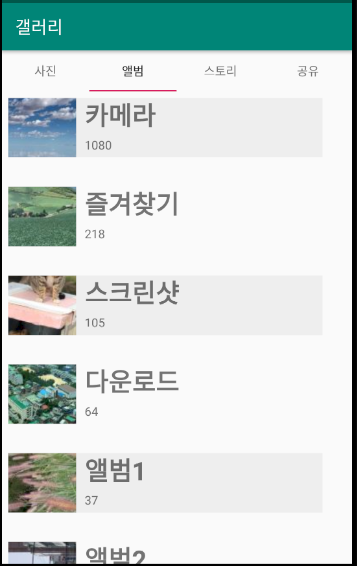 갤러리
사진 앨범 스토리 공유
카메라
1080
즐겨찾기
218
스크린샷
105
다운로드
64
앨범1
37
앨범2